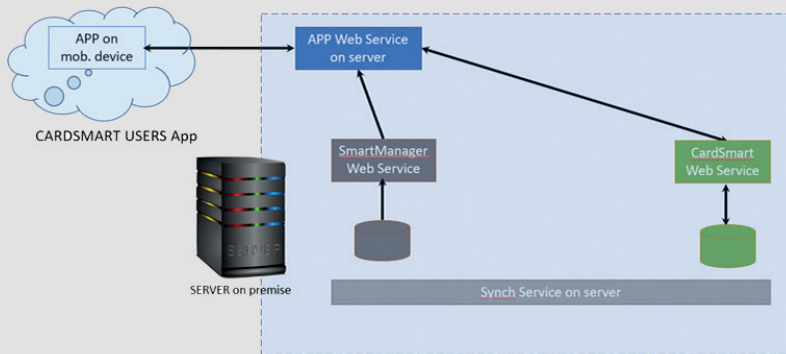 APP on
mob. device
CARDSMART USERS App
APP Web Service
on server
SmartManager
Web Service
CardSmart
Web Service
SERVER
SERVER on premise
Synch Service on server